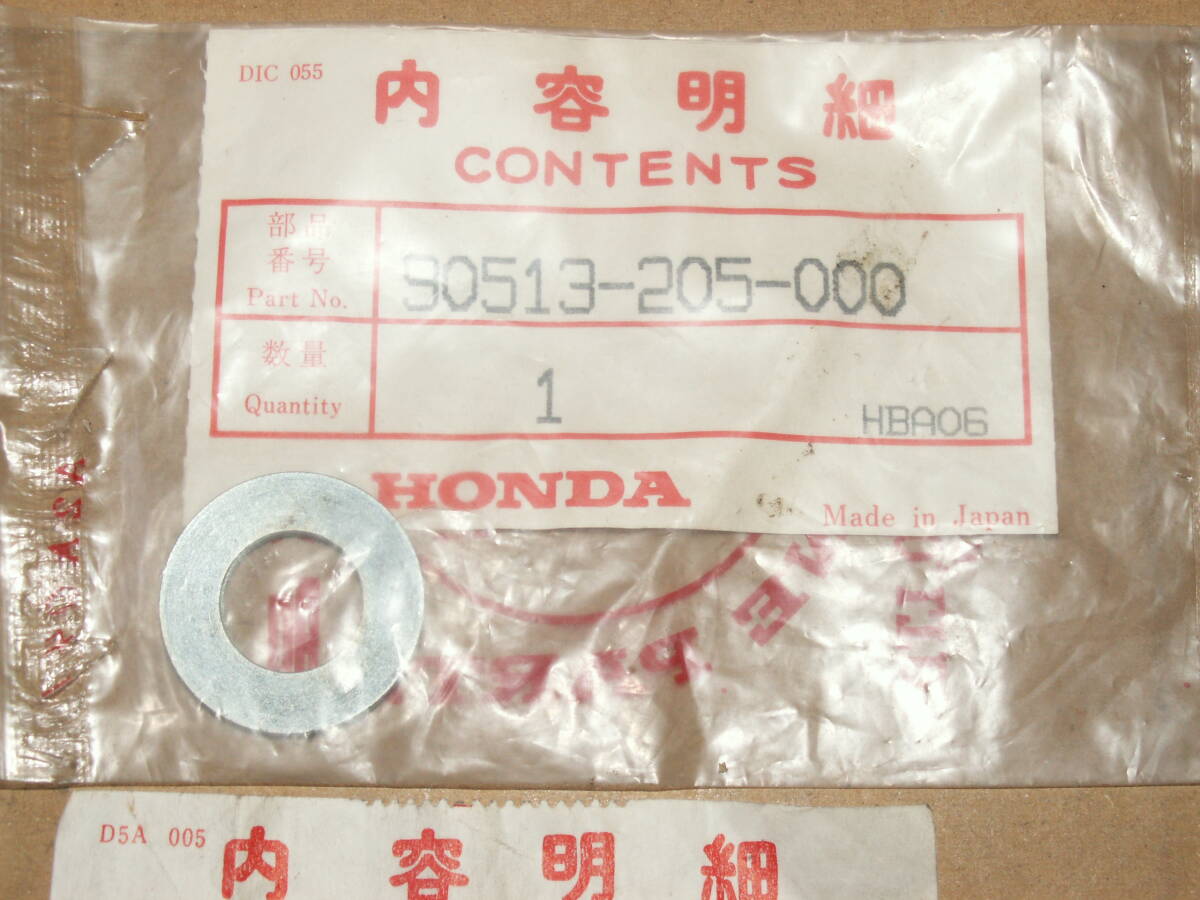 DIC 055
内容明細
CONTENTS
部品
番号
Part No.
90513-205-000
数量
Quantity
1
HBA06
HONDA
Made in Japan
D5A 005
内容明細